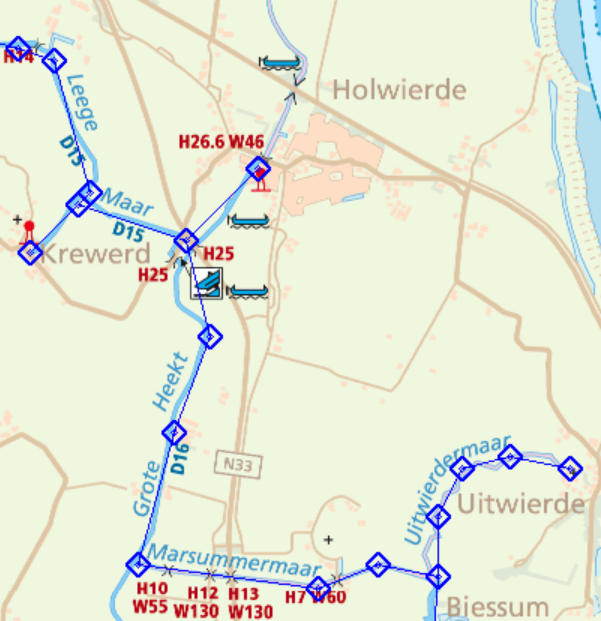 H14
Leege
Holwierde
D15
H26.6 W46
Maar
D15
Krewerd
H25
H25
Heekt
D16
N33
Uitwierdermaar
Grote
Uitwierde
Marsummermaar
H10
W55
H12
W130
H13
W130
H7 W60
Biessum